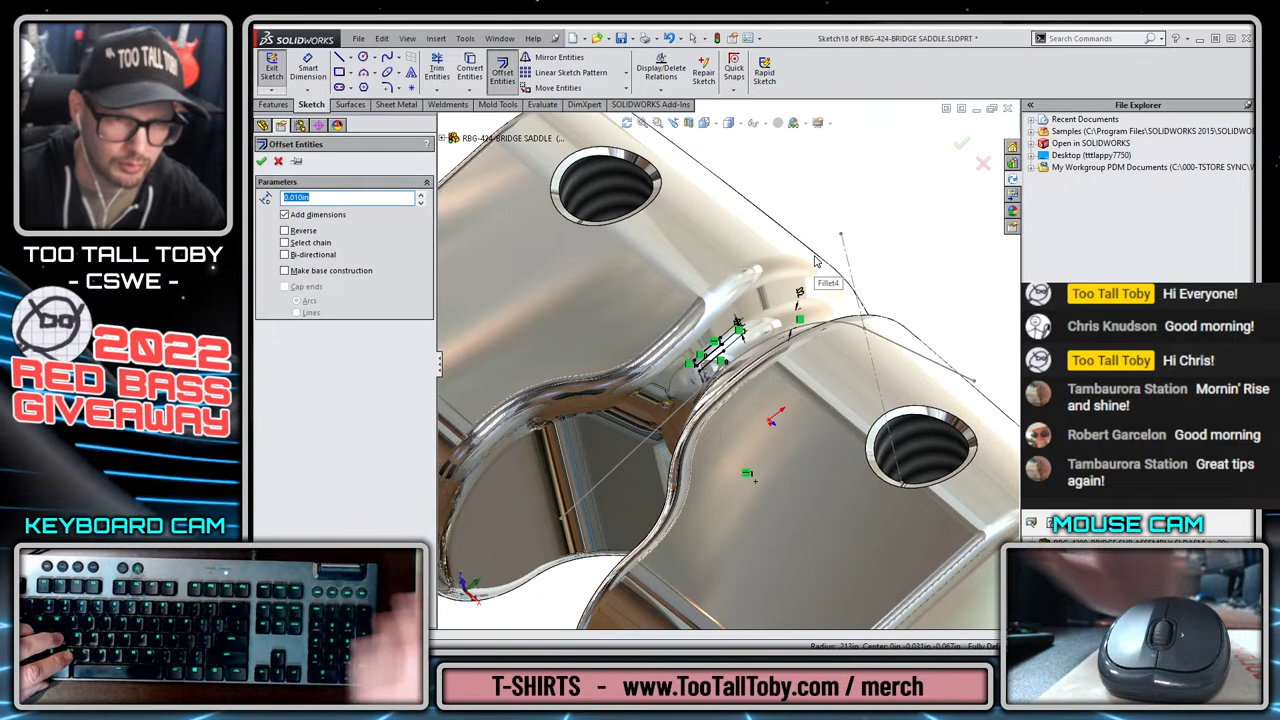 "TOO TALL TOBY"
TOO TALL TOBY
- CSWE -
2022
RED BASS
GIVEAWAY
KEYBOARD CAM
SOLIDWORKS
File
Edit
View
Insert
Tools
Window
Help
Sketch18 of RBG-424-BRIDGE SADDLE.SLDPRT *
Search Commands
Exit
Sketch
Smart
Dimension
Trim
Entities
Convert
Entities
Offset
Entities
Mirror Entities
Linear Sketch Pattern
Move Entities
Display/Delete
Relations
Repair
Sketch
Quick
Snaps
Rapid
Sketch
Features
Sketch
Surfaces
Sheet Metal
Weldments
Mold Tools
Evaluate
DimXpert
SOLIDWORKS Add-Ins
Offset Entities
?
Parameters
0.010in
Add dimensions
Reverse
Select chain
Bi-directional
Make base construction
Cap ends
Arcs
Lines
RBG-424-BRIDGE SADDLE (...
Fillet4
File Explorer
Recent Documents
Samples (C:\Program Files\SOLIDWORKS 2015\SOLIDWO
Open in SOLIDWORKS
Desktop (tttlappy7750)
My Workgroup PDM Documents (C:\000-TSTORE SYNC\
Too Tall Toby Hi Everyone!
Chris Knudson Good morning!
Too Tall Toby Hi Chris!
Tambaurora Station Mornin' Rise
and shine!
Robert Garcelon Good morning
Tambaurora Station Great tips
again!
MOUSE CAM
T-SHIRTS - www.TooTallToby.com / merch